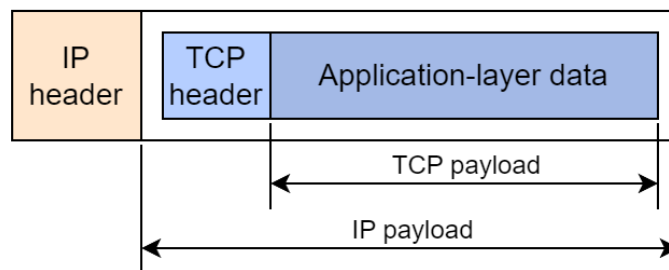 IP
header
TCP
header
Application-layer data
TCP payload
IP payload